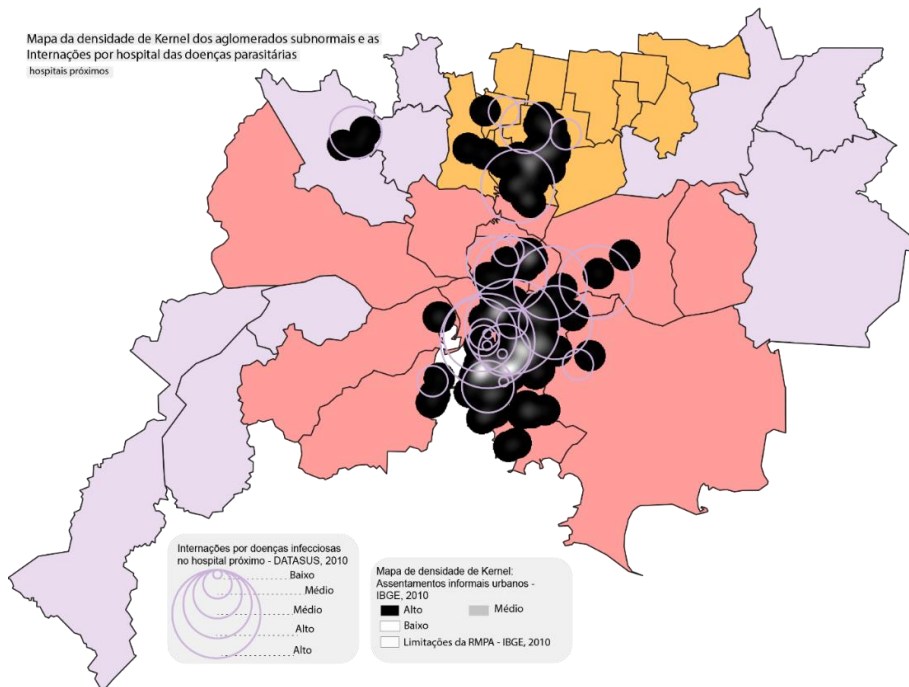 Mapa da densidade de Kernel dos aglomerados subnormais e as
Internações por hospital das doenças parasitárias
hospitais próximos
Internações por doenças infecciosas
no hospital próximo - DATASUS, 2010
Baixo
Médio
Médio
Alto
Alto
Mapa de densidade de Kernel:
Assentamentos informais urbanos -
IBGE, 2010
Alto Médio
Baixo
Limitações da RMPA - IBGE, 2010